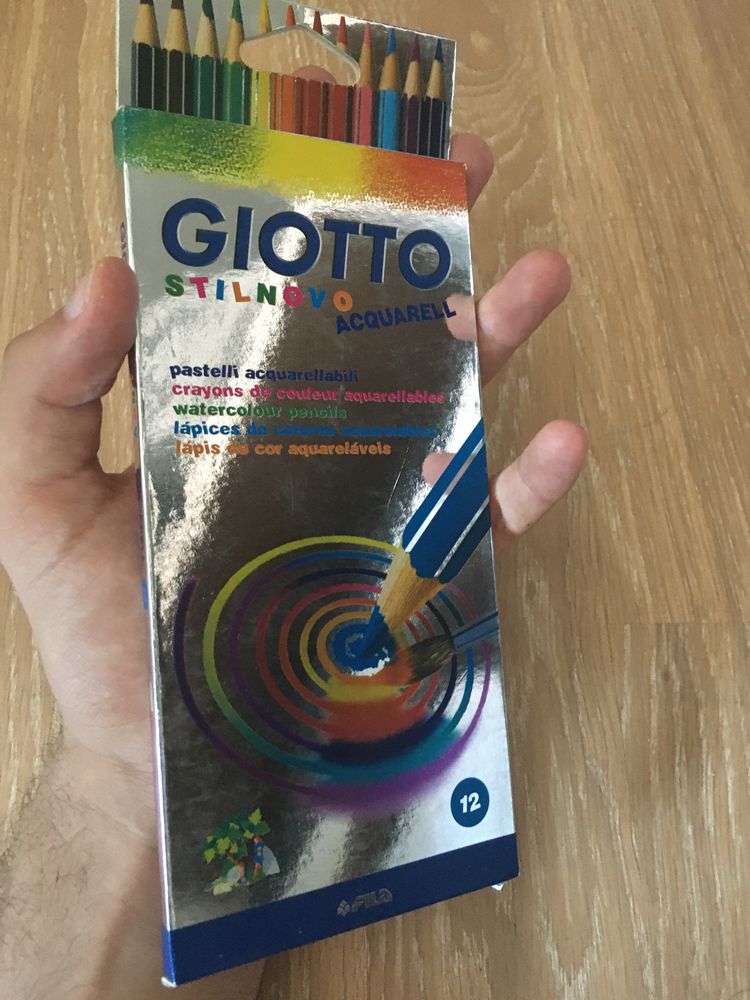 GIOTTO
STILNOVO
ACQUARELL
pastelli acquarellabili
crayons de couleur aquarellables
watercolour pencils
lápices de colores acuarelables
lápis de cor aquareláveis
12
FILA